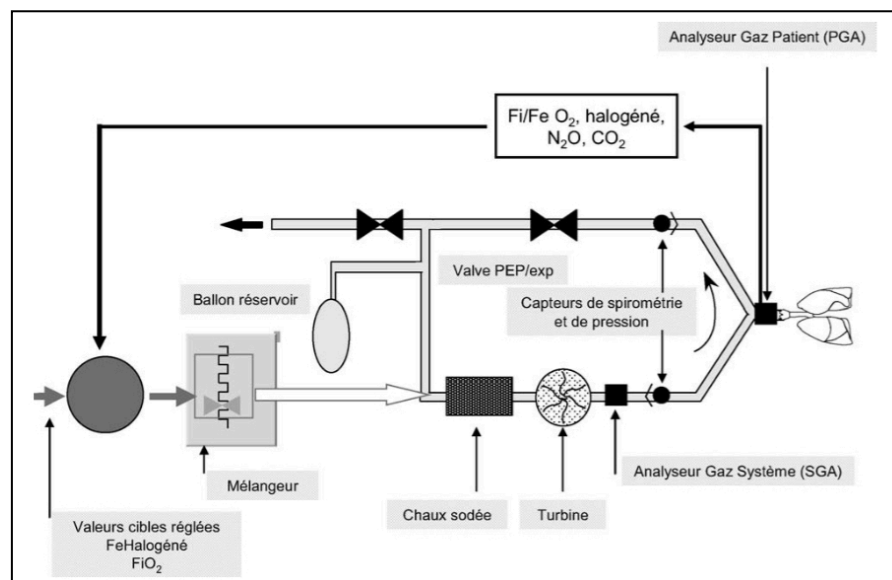 Analyseur Gaz Patient (PGA)
Fi/Fe O₂, halogéné,
N₂O, CO₂
Valve PEP/exp
Ballon réservoir
Capteurs de spirométrie
et de pression
Mélangeur
Analyseur Gaz Système (SGA)
Chaux sodée
Turbine
Valeurs cibles réglées
FeHalogéné
FiO₂